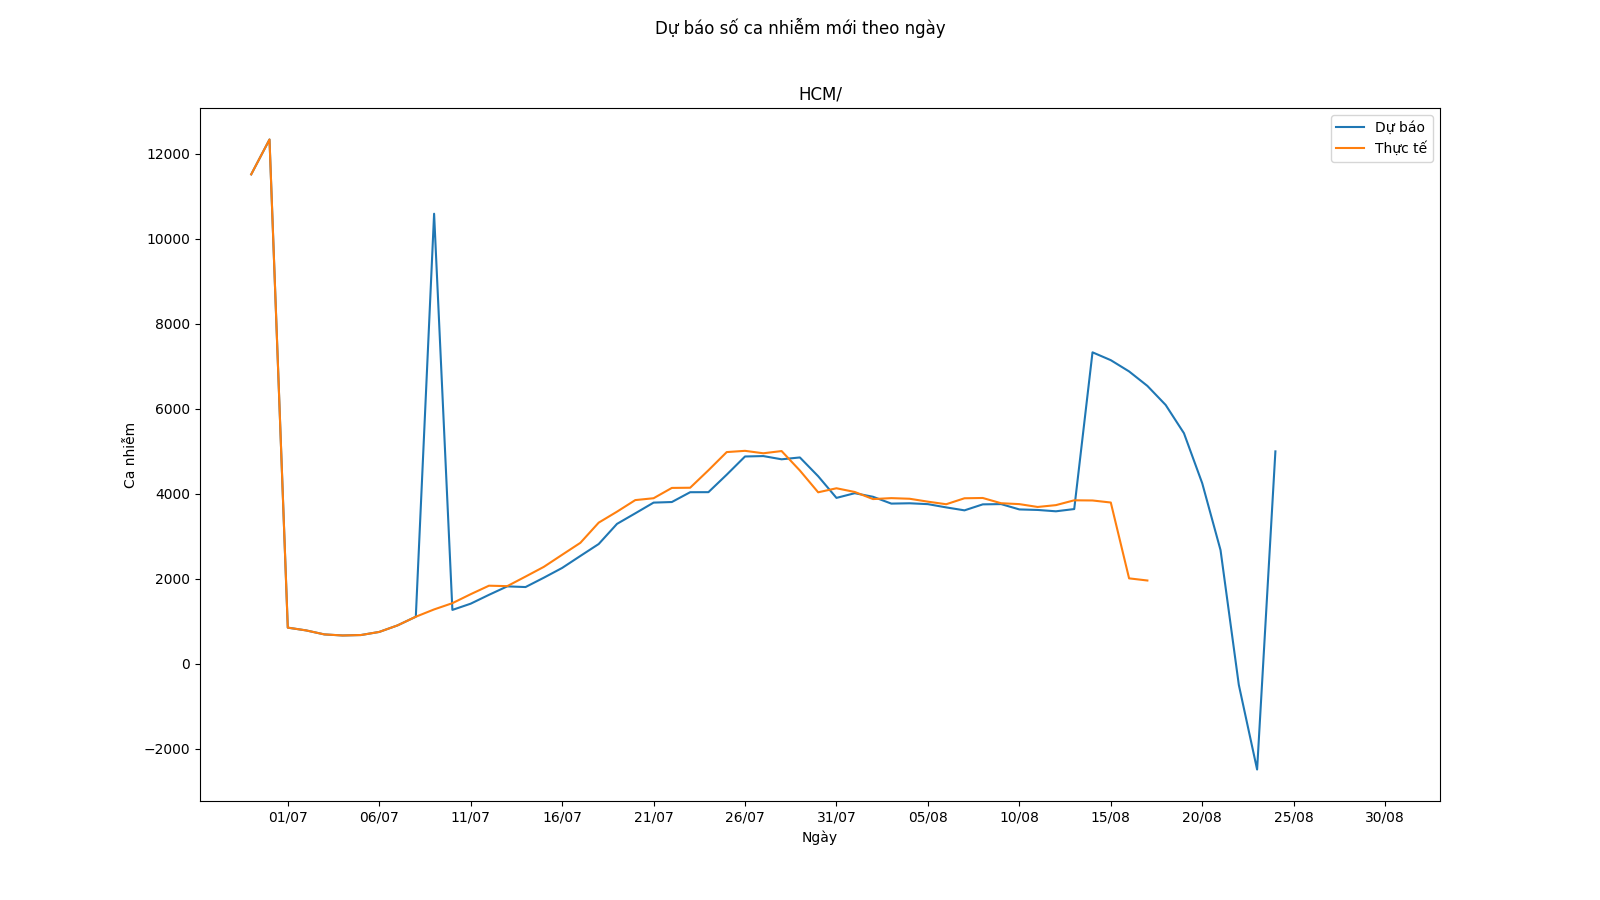 Dự báo số ca nhiễm mới theo ngày
HCM/
Dự báo
Thực tế
12000
10000
8000
6000
4000
2000
0
−2000
Ca nhiễm
01/07 06/07 11/07 16/07 21/07 26/07 31/07 05/08 10/08 15/08 20/08 25/08 30/08
Ngày